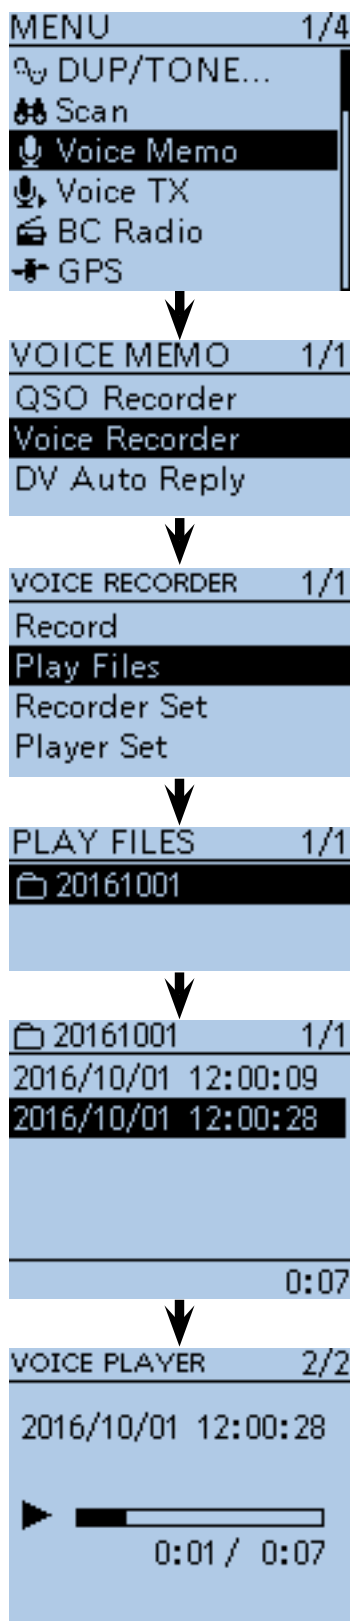 MENU 1/4
DUP/TONE...
Scan
Voice Memo
Voice TX
BC Radio
GPS
VOICE MEMO 1/1
QSO Recorder
Voice Recorder
DV Auto Reply
VOICE RECORDER 1/1
Record
Play Files
Recorder Set
Player Set
PLAY FILES 1/1
20161001
20161001 1/1
2016/10/01 12:00:09
2016/10/01 12:00:28
0:07
VOICE PLAYER 2/2
2016/10/01 12:00:28
0:01 / 0:07